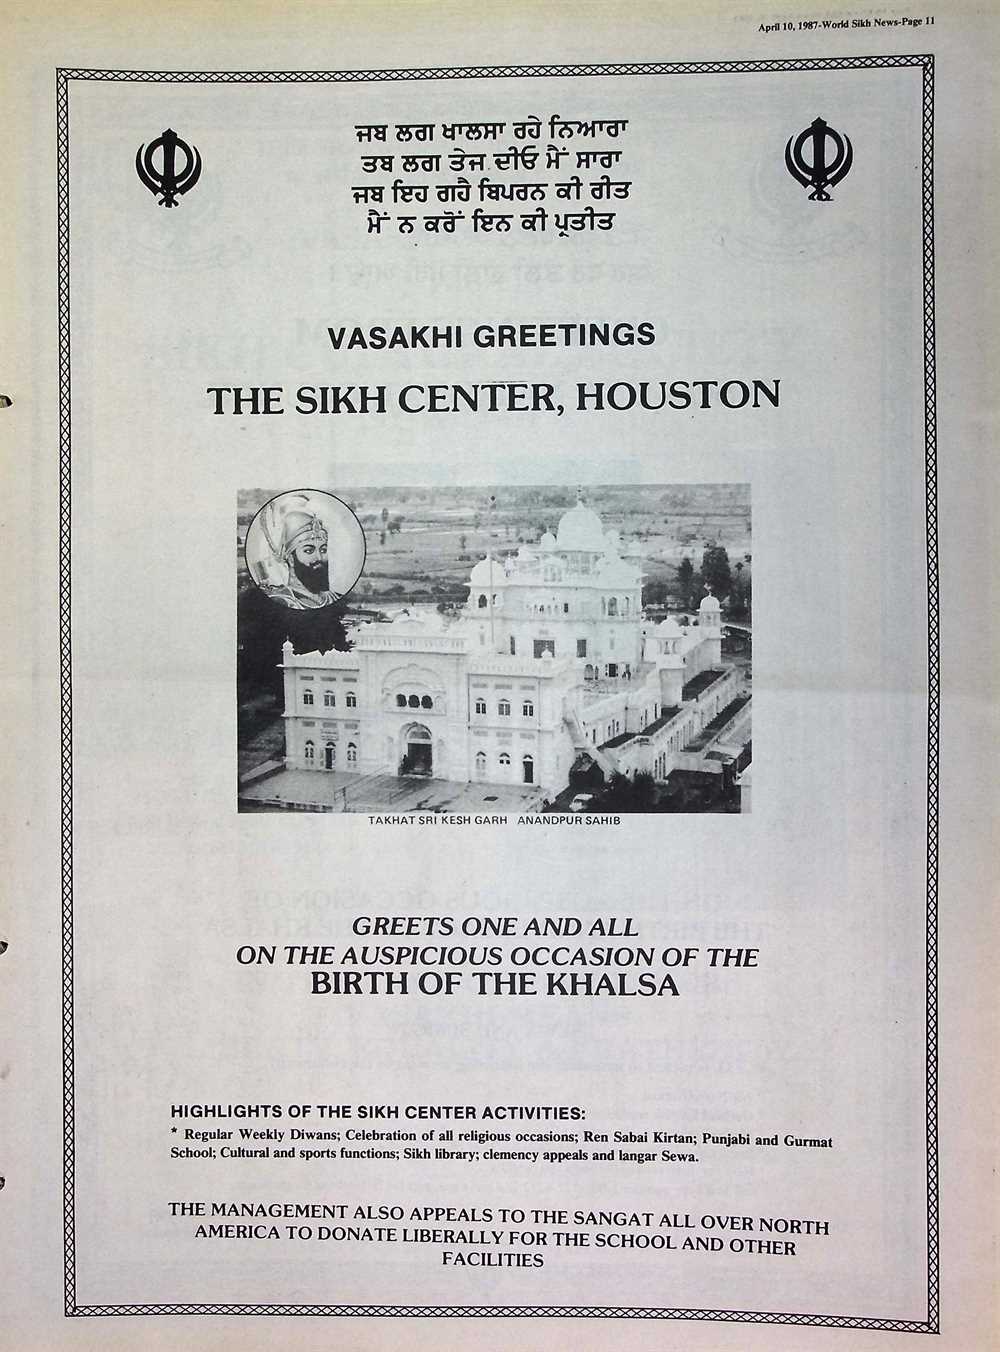 April 10, 1987-World Sikh News-Page 11
ਜਬ ਲਗ ਖਾਲਸਾ ਰਹੇ ਨਿਆਰਾ
ਤਬ ਲਗ ਤੇਜ ਦੀਓ ਮੈਂ ਸਾਰਾ
ਜਬ ਇਹ ਗਹੈ ਬਿਪਰਨ ਕੀ ਰੀਤ
ਮੈਂ ਨ ਕਰੋਂ ਇਨ ਕੀ ਪ੍ਰਤੀਤ
VASAKHI GREETINGS
THE SIKH CENTER, HOUSTON
TAKHAT SRI KESH GARH ANANDPUR SAHIB
GREETS ONE AND ALL
ON THE AUSPICIOUS OCCASION OF THE
BIRTH OF THE KHALSA
HIGHLIGHTS OF THE SIKH CENTER ACTIVITIES:
* Regular Weekly Diwans; Celebration of all religious occasions; Ren Sabai Kirtan; Punjabi and Gurmat
School; Cultural and sports functions; Sikh library; clemency appeals and langar Sewa.
THE MANAGEMENT ALSO APPEALS TO THE SANGAT ALL OVER NORTH
AMERICA TO DONATE LIBERALLY FOR THE SCHOOL AND OTHER
FACILITIES